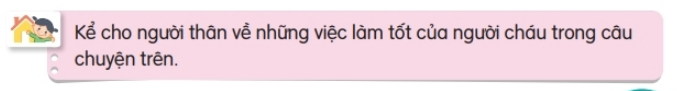 Kể cho người thân về những việc làm tốt của người cháu trong câu
chuyện trên.